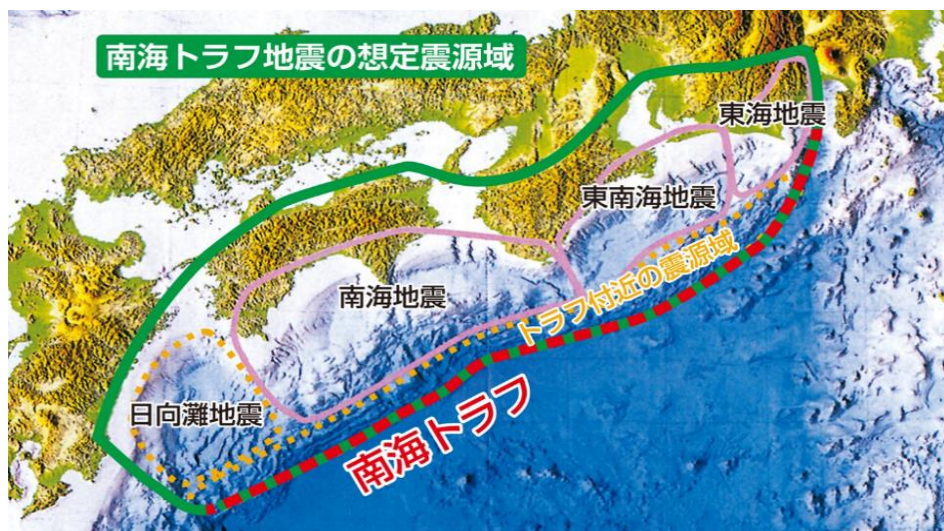 南海トラフ地震の想定震源域
東海地震
東南海地震
トラフ付近の震源域
南海地震
日向灘地震
南海トラフ